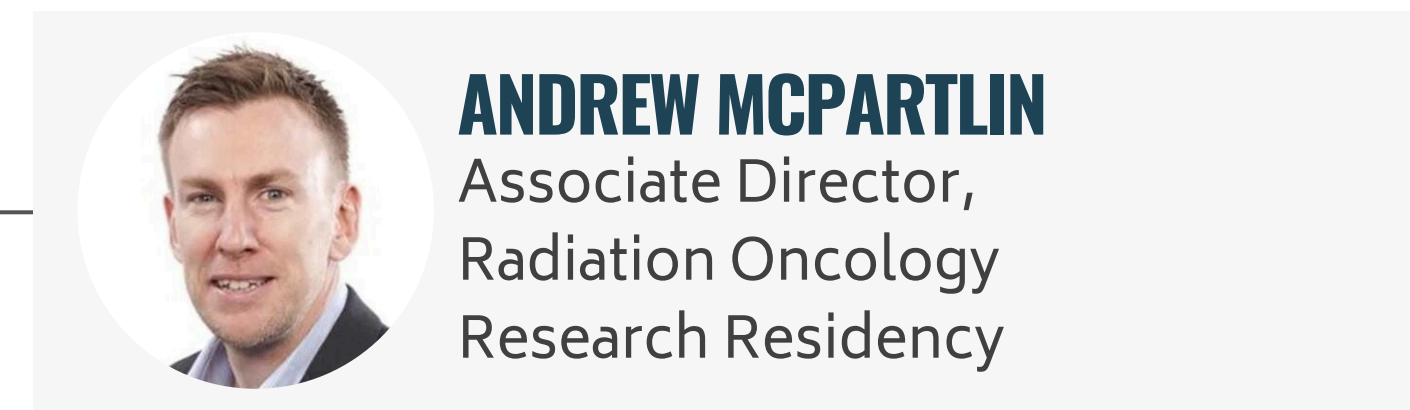 ANDREW MCPARTLIN
Associate Director,
Radiation Oncology
Research Residency